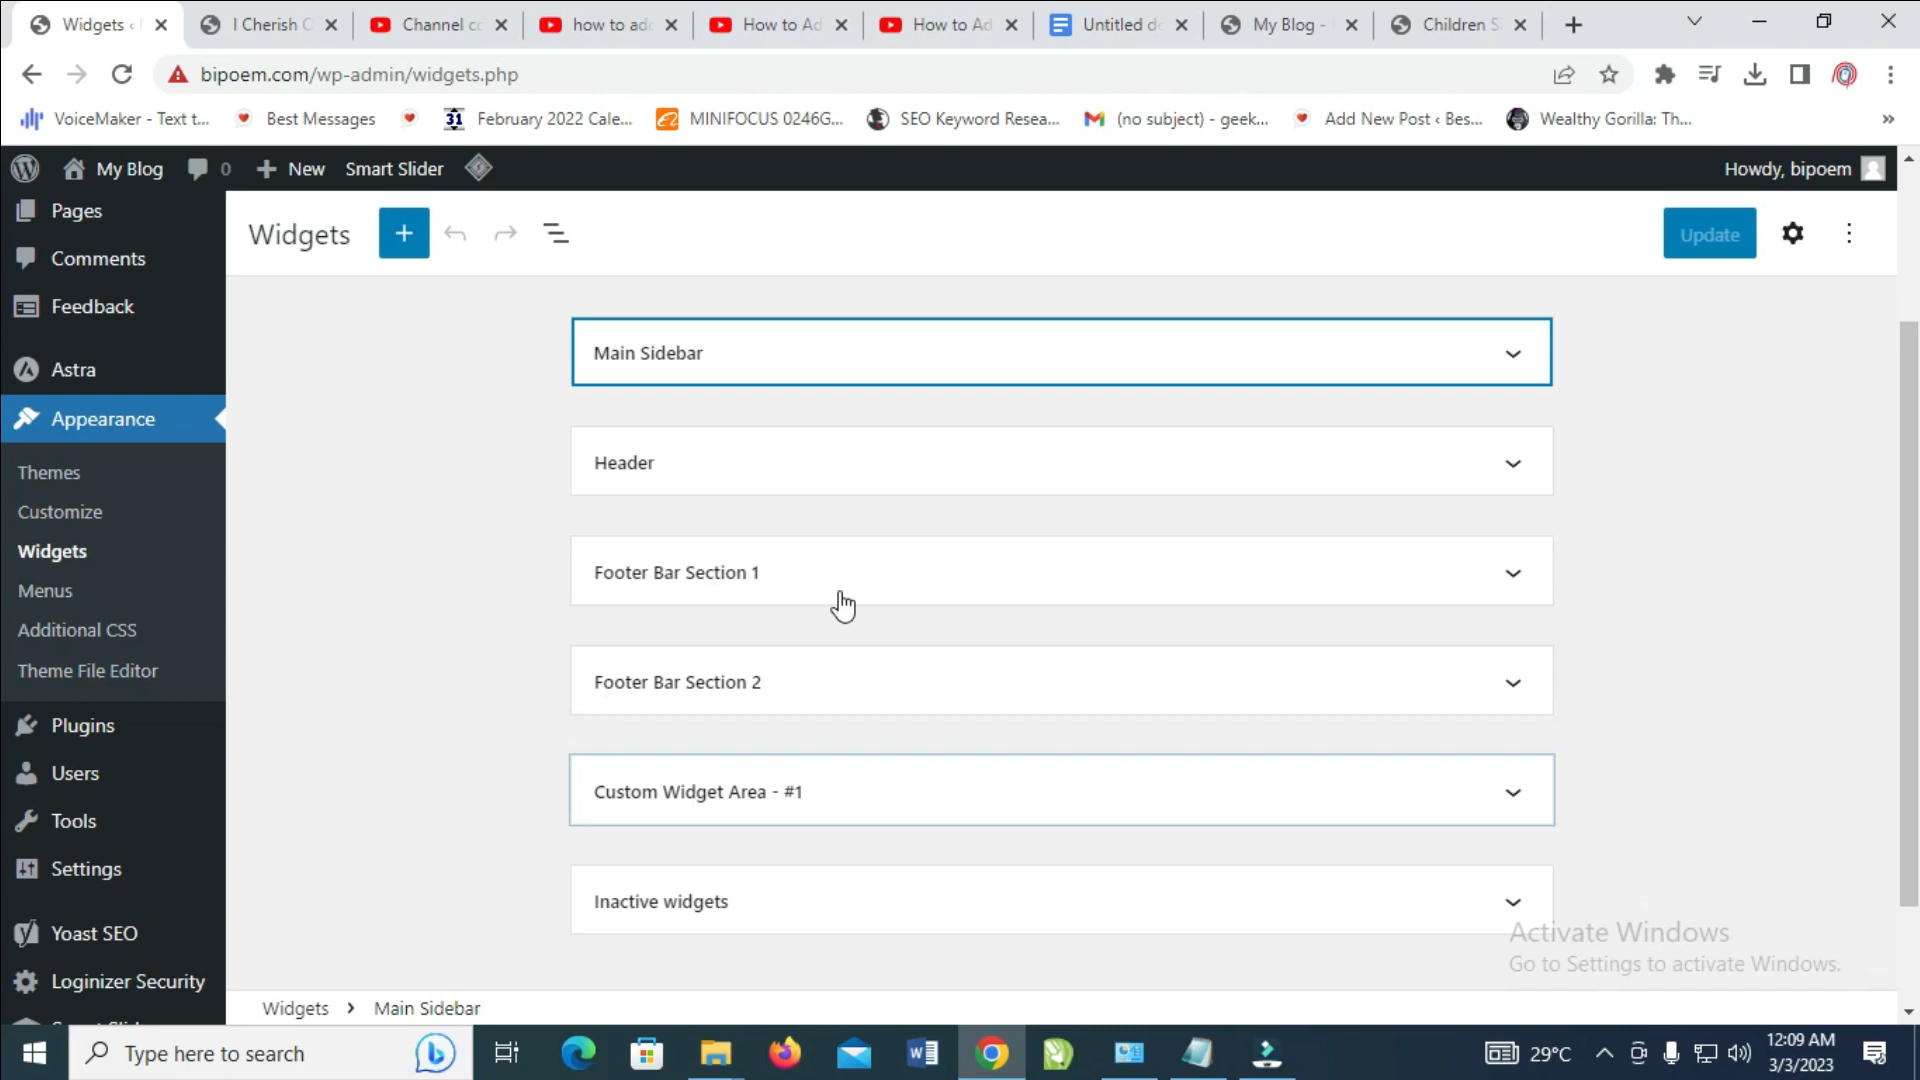 Widgets ‹
I Cherish C
Channel co
how to add
How to Ad
How to Ad
Untitled do
My Blog -
Children S
bipoem.com/wp-admin/widgets.php
VoiceMaker - Text t...
Best Messages
31
February 2022 Cale...
MINIFOCUS 0246G...
SEO Keyword Resea...
(no subject) - geek...
Add New Post ‹ Bes...
Wealthy Gorilla: Th...
»
My Blog
0
New
Smart Slider
Howdy, bipoem
Pages
Comments
Feedback
Astra
Appearance
Themes
Customize
Widgets
Menus
Additional CSS
Theme File Editor
Plugins
Users
Tools
Settings
Yoast SEO
Loginizer Security
Widgets
Update
Main Sidebar
Header
Footer Bar Section 1
Footer Bar Section 2
Custom Widget Area - #1
Inactive widgets
Activate Windows
Go to Settings to activate Windows.
Widgets > Main Sidebar
Type here to search
29°C
12:09 AM
3/3/2023